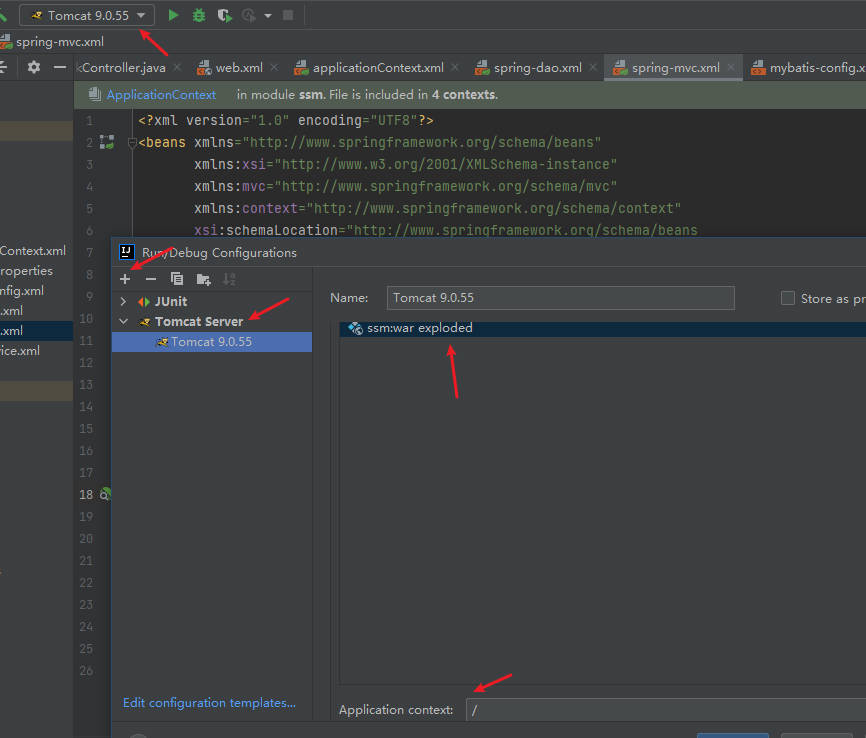 Tomcat 9.0.55
spring-mvc.xml
kController.java web.xml applicationContext.xml spring-dao.xml spring-mvc.xml mybatis-config.x
ApplicationContext in module ssm. File is included in 4 contexts.
1 <?xml version="1.0" encoding="UTF8"?>
2 <beans xmlns="http://www.springframework.org/schema/beans"
3 xmlns:xsi="http://www.w3.org/2001/XMLSchema-instance"
4 xmlns:mvc="http://www.springframework.org/schema/mvc"
5 xmlns:context="http://www.springframework.org/schema/context"
6 xsi:schemaLocation="http://www.springframework.org/schema/beans
Context.xml 7 Run/Debug Configurations
roperties 8
nfig.xml 9 Name: Tomcat 9.0.55 Store as pr
.xml 10 JUnit
Tomcat Server
.xml 11 Tomcat 9.0.55 ssm:war exploded
ice.xml
12
13
14
15
16
17
18
19
20
21
22
23
24
25
26
Edit configuration templates...
Application context: /